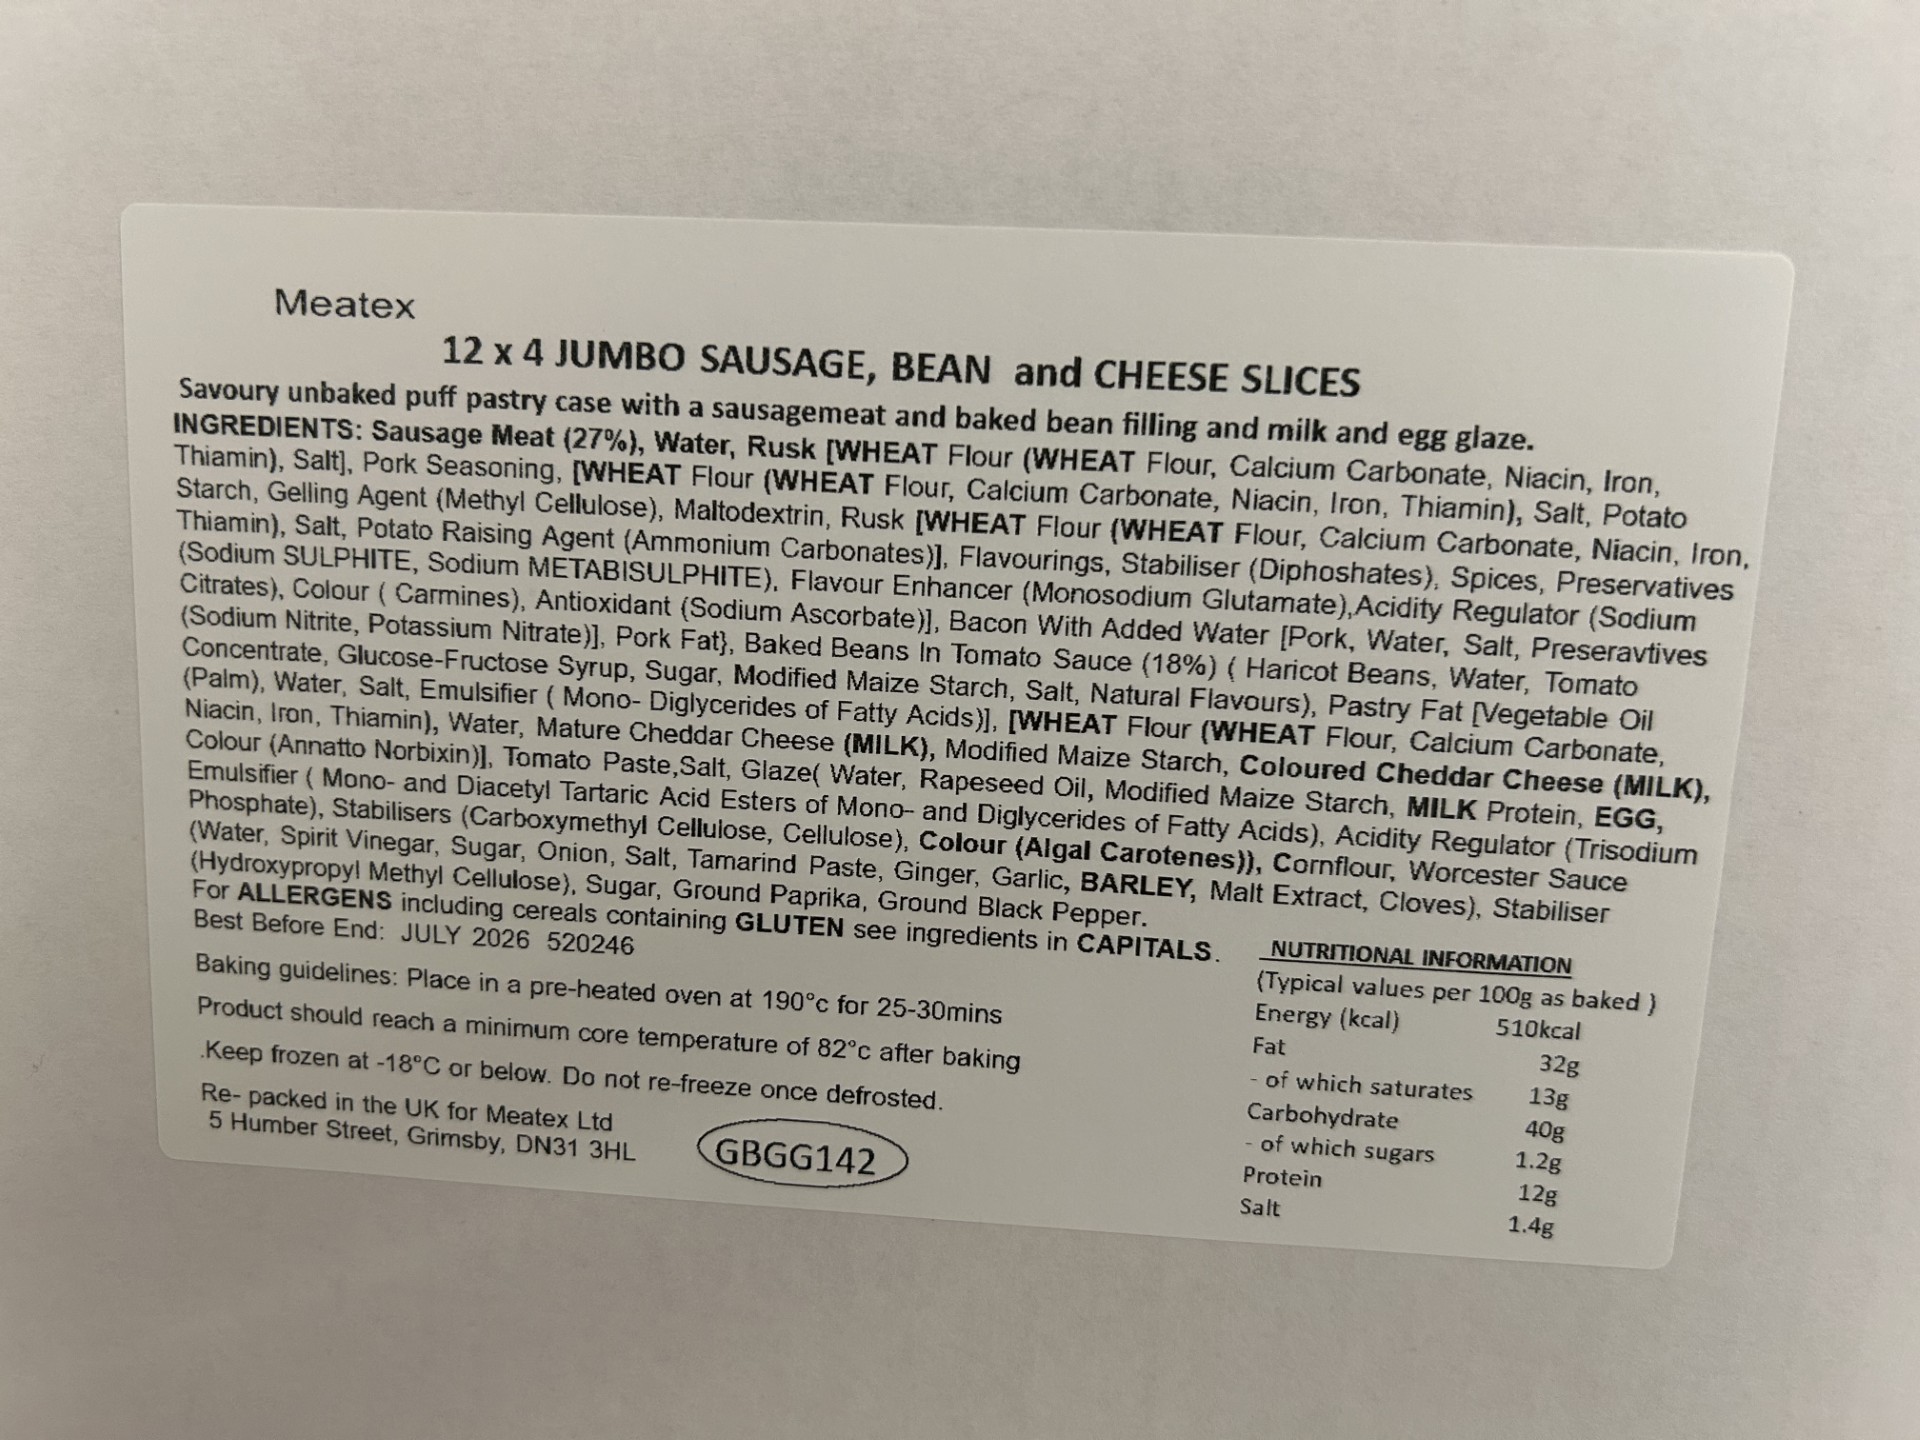 Meatex
12 x 4 JUMBO SAUSAGE, BEAN and CHEESE SLICES
Savoury unbaked puff pastry case with a sausagemeat and baked bean filling and milk and egg glaze.
INGREDIENTS: Sausage Meat (27%), Water, Rusk [WHEAT Flour (WHEAT Flour, Calcium Carbonate, Niacin, Iron,
Thiamin), Salt], Pork Seasoning, [WHEAT Flour (WHEAT Flour, Calcium Carbonate, Niacin, Iron, Thiamin), Salt, Potato
Starch, Gelling Agent (Methyl Cellulose), Maltodextrin, Rusk [WHEAT Flour (WHEAT Flour, Calcium Carbonate, Niacin, Iron,
Thiamin), Salt, Potato Raising Agent (Ammonium Carbonates)], Flavourings, Stabiliser (Diphoshates), Spices, Preservatives
(Sodium SULPHITE, Sodium METABISULPHITE), Flavour Enhancer (Monosodium Glutamate),Acidity Regulator (Sodium
Citrates), Colour ( Carmines), Antioxidant (Sodium Ascorbate)], Bacon With Added Water [Pork, Water, Salt, Preseravtives
(Sodium Nitrite, Potassium Nitrate)], Pork Fat}, Baked Beans In Tomato Sauce (18%) ( Haricot Beans, Water, Tomato
Concentrate, Glucose-Fructose Syrup, Sugar, Modified Maize Starch, Salt, Natural Flavours), Pastry Fat [Vegetable Oil
(Palm), Water, Salt, Emulsifier ( Mono- Diglycerides of Fatty Acids)], [WHEAT Flour (WHEAT Flour, Calcium Carbonate,
Niacin, Iron, Thiamin), Water, Mature Cheddar Cheese (MILK), Modified Maize Starch, Coloured Cheddar Cheese (MILK),
Colour (Annatto Norbixin)], Tomato Paste,Salt, Glaze( Water, Rapeseed Oil, Modified Maize Starch, MILK Protein, EGG,
Emulsifier ( Mono- and Diacetyl Tartaric Acid Esters of Mono- and Diglycerides of Fatty Acids), Acidity Regulator (Trisodium
Phosphate), Stabilisers (Carboxymethyl Cellulose, Cellulose), Colour (Algal Carotenes)), Cornflour, Worcester Sauce
(Water, Spirit Vinegar, Sugar, Onion, Salt, Tamarind Paste, Ginger, Garlic, BARLEY, Malt Extract, Cloves), Stabiliser
(Hydroxypropyl Methyl Cellulose), Sugar, Ground Paprika, Ground Black Pepper.
For ALLERGENS including cereals containing GLUTEN see ingredients in CAPITALS.
Best Before End: JULY 2026 520246
Baking guidelines: Place in a pre-heated oven at 190°c for 25-30mins
Product should reach a minimum core temperature of 82°c after baking
.Keep frozen at -18°C or below. Do not re-freeze once defrosted.
Re- packed in the UK for Meatex Ltd
5 Humber Street, Grimsby, DN31 3HL
GBGG142
NUTRITIONAL INFORMATION
(Typical values per 100g as baked )
Energy (kcal) 510kcal
Fat 32g
- of which saturates 13g
Carbohydrate 40g
- of which sugars 1.2g
Protein 12g
Salt 1.4g